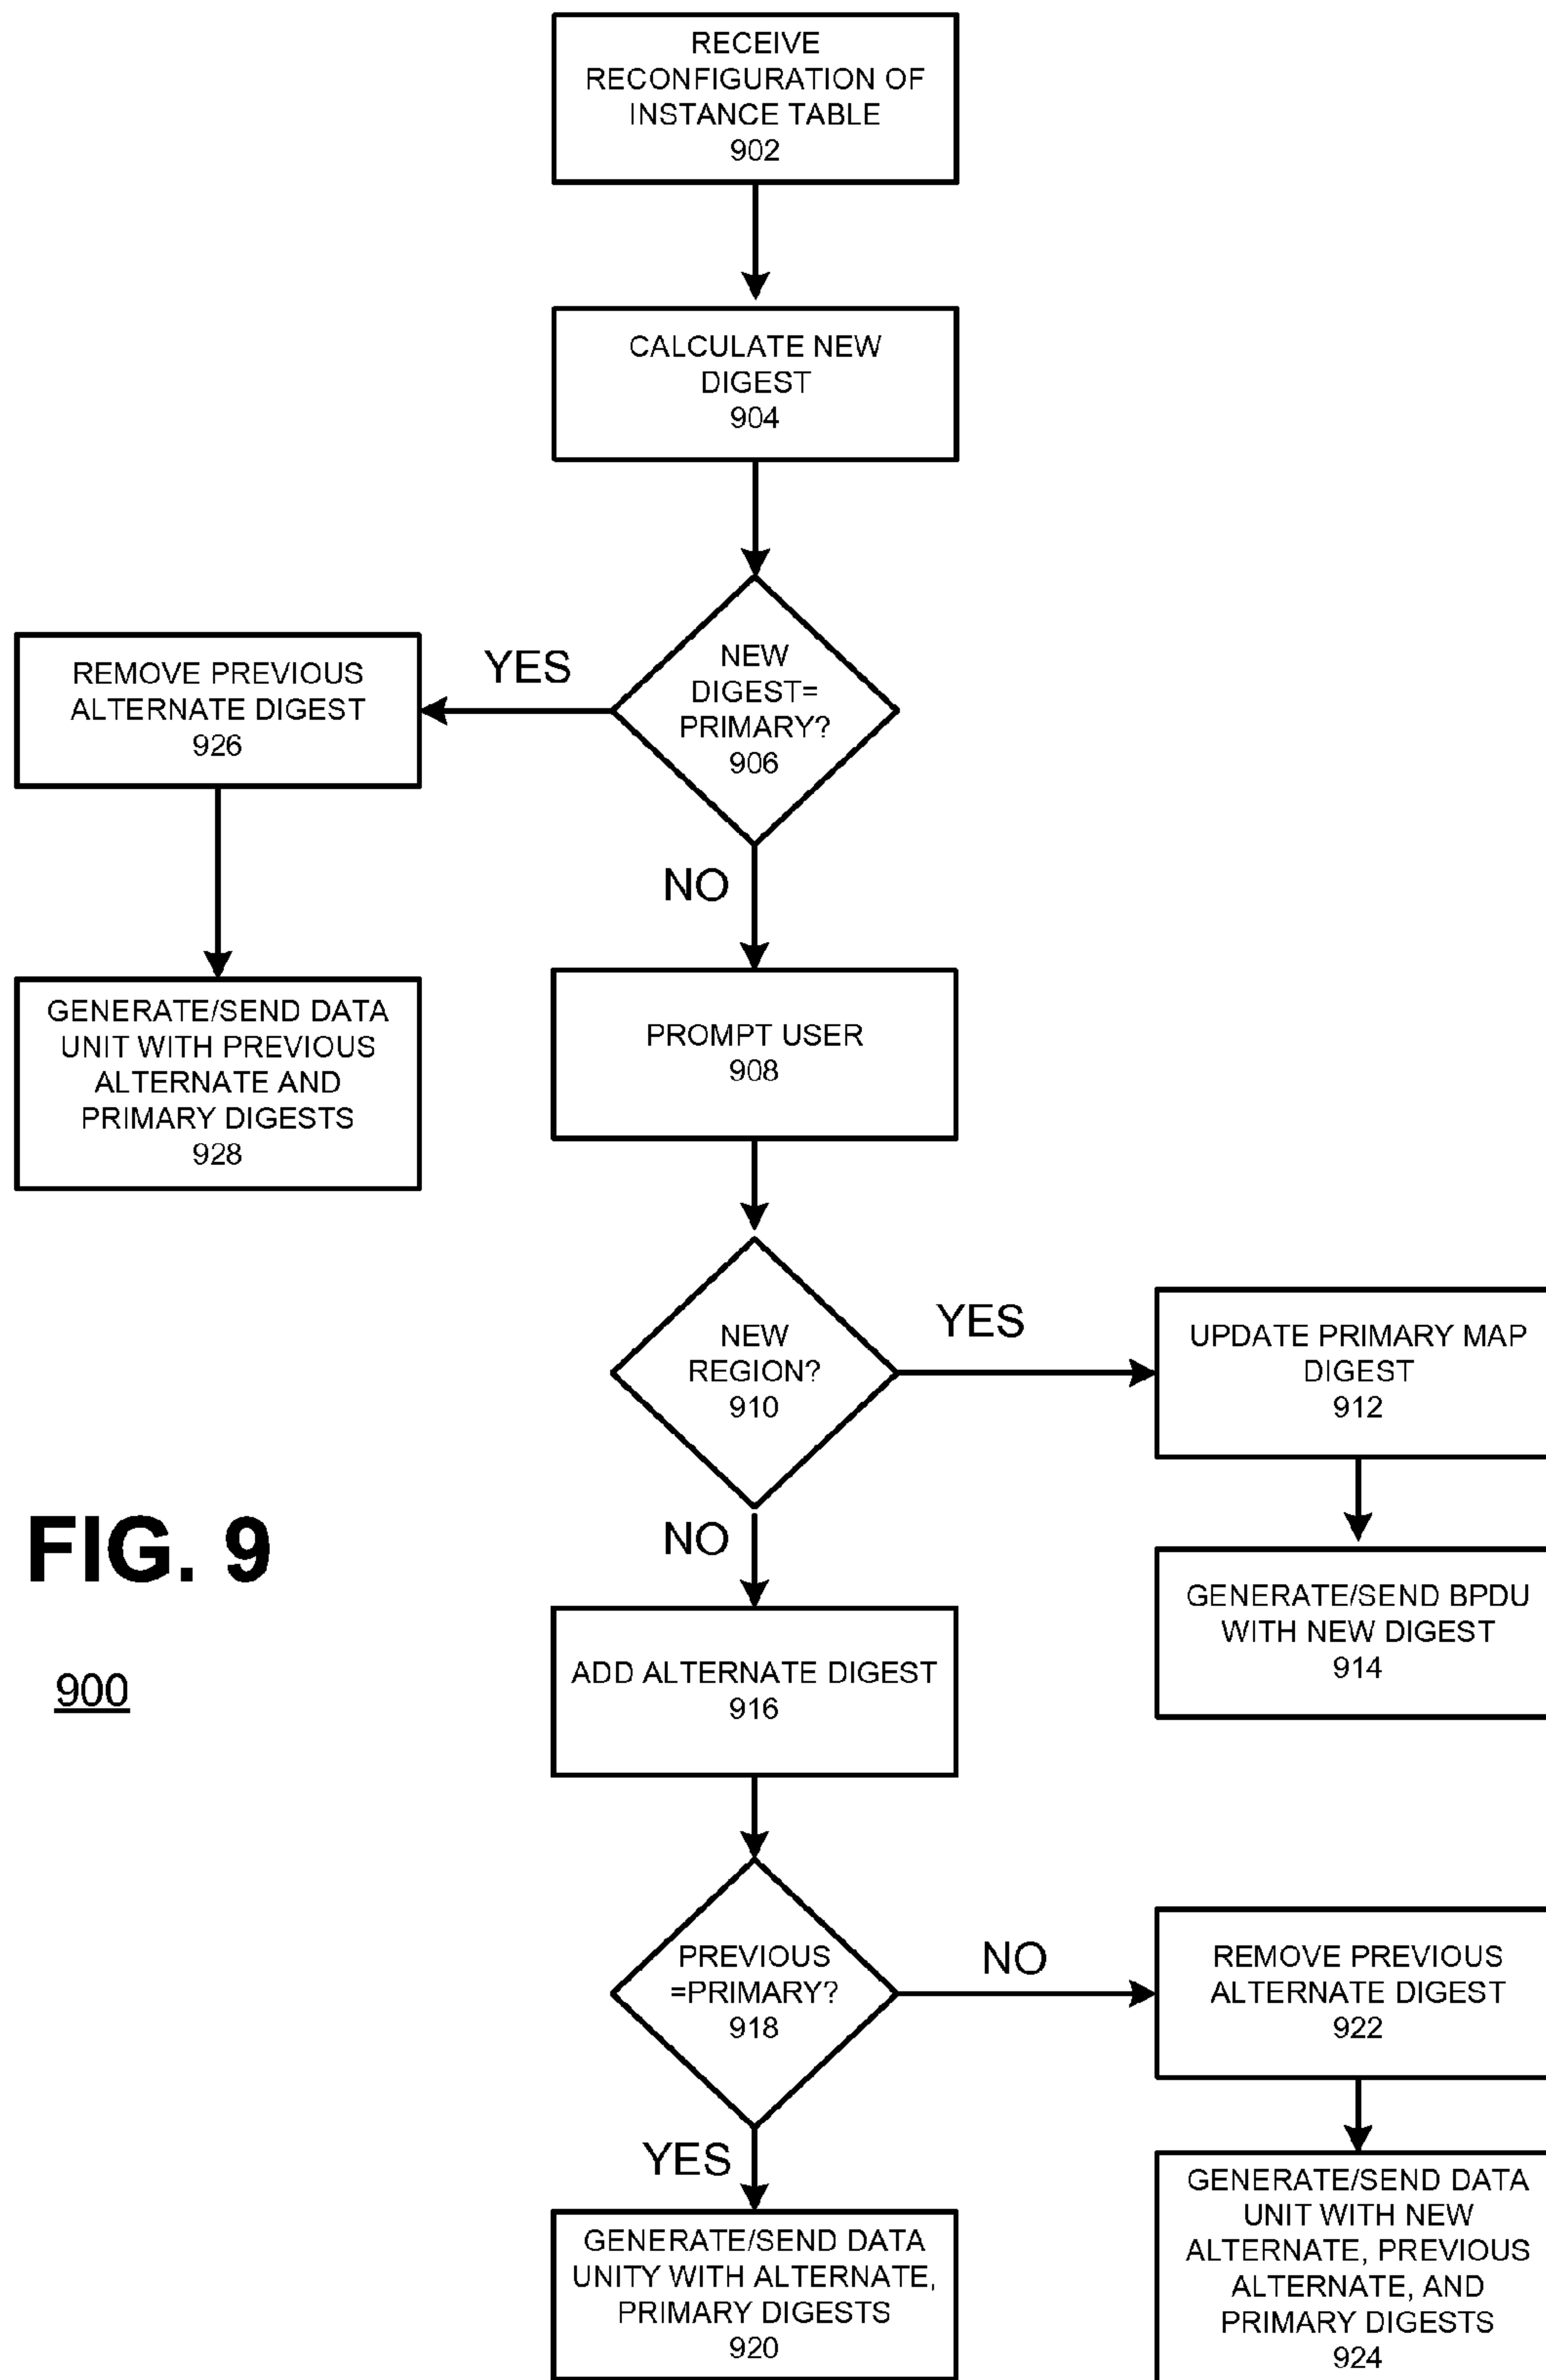 RECEIVE
RECONFIGURATION OF
INSTANCE TABLE
902
CALCULATE NEW
DIGEST
904
NEW
DIGEST=
PRIMARY?
906
YES
REMOVE PREVIOUS
ALTERNATE DIGEST
926
GENERATE/SEND DATA
UNIT WITH PREVIOUS
ALTERNATE AND
PRIMARY DIGESTS
928
NO
PROMPT USER
908
NEW
REGION?
910
YES
UPDATE PRIMARY MAP
DIGEST
912
GENERATE/SEND BPDU
WITH NEW DIGEST
914
NO
FIG. 9
900
ADD ALTERNATE DIGEST
916
PREVIOUS
=PRIMARY?
918
NO
REMOVE PREVIOUS
ALTERNATE DIGEST
922
GENERATE/SEND DATA
UNIT WITH NEW
ALTERNATE, PREVIOUS
ALTERNATE, AND
PRIMARY DIGESTS
924
YES
GENERATE/SEND DATA
UNITY WITH ALTERNATE,
PRIMARY DIGESTS
920